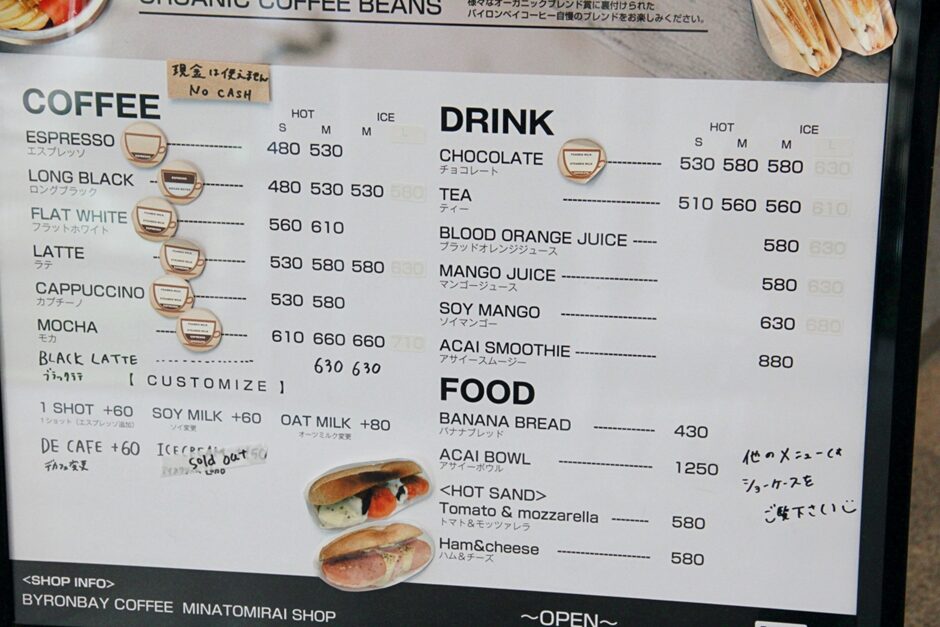 ORGANIC COFFEE BEANS
様々なオーガニックブレンド賞に裏付けられた
バイロンベイコーヒー自慢のブレンドをお楽しみください。
現金は使えません
NO CASH
COFFEE
HOT ICE
S M M L
ESPRESSO 480 530
エスプレッソ
LONG BLACK 480 530 530 580
ロングブラック
FLAT WHITE 560 610
フラットホワイト
LATTE 530 580 580 630
ラテ
CAPPUCCINO 530 580
カプチーノ
MOCHA 610 660 660 710
モカ
BLACK LATTE 630 630
ブラックラテ
【 CUSTOMIZE 】
1 SHOT +60 SOY MILK +60 OAT MILK +80
1ショット(エスプレッソ追加) ソイ変更 オーツミルク変更
DE CAFE +60 ICECREAM
デカフェ変更 sold out
DRINK
HOT ICE
S M M L
CHOCOLATE 530 580 580 630
チョコレート
TEA 510 560 560 610
ティー
BLOOD ORANGE JUICE 580 630
ブラッドオレンジジュース
MANGO JUICE 580 630
マンゴージュース
SOY MANGO 630 680
ソイマンゴー
ACAI SMOOTHIE 880
アサイースムージー
FOOD
BANANA BREAD 430
バナナブレッド
ACAI BOWL 1250
アサイーボウル
<HOT SAND>
Tomato & mozzarella 580
トマト&モッツァレラ
Ham&cheese 580
ハム&チーズ
他のメニューは
ショーケースを
ご覧下さい
<SHOP INFO>
BYRONBAY COFFEE MINATOMIRAI SHOP
〜OPEN〜